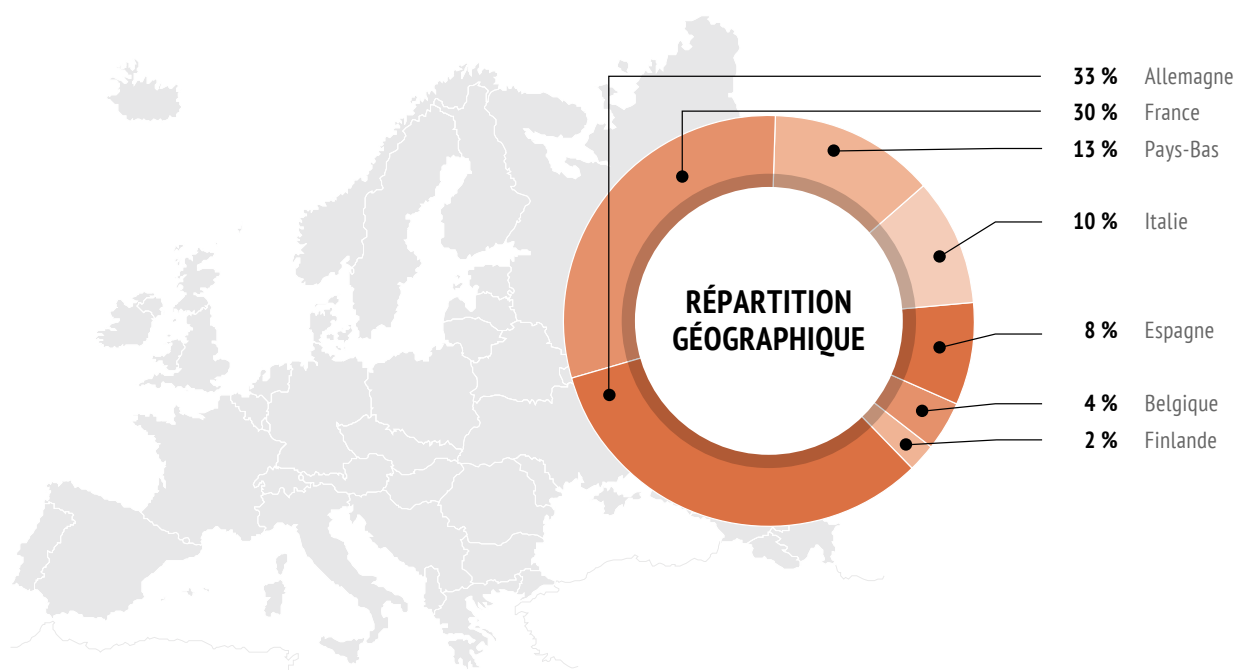 33 % Allemagne
30 % France
13 % Pays-Bas
10 % Italie
RÉPARTITION
GÉOGRAPHIQUE
8 % Espagne
4 % Belgique
2 % Finlande